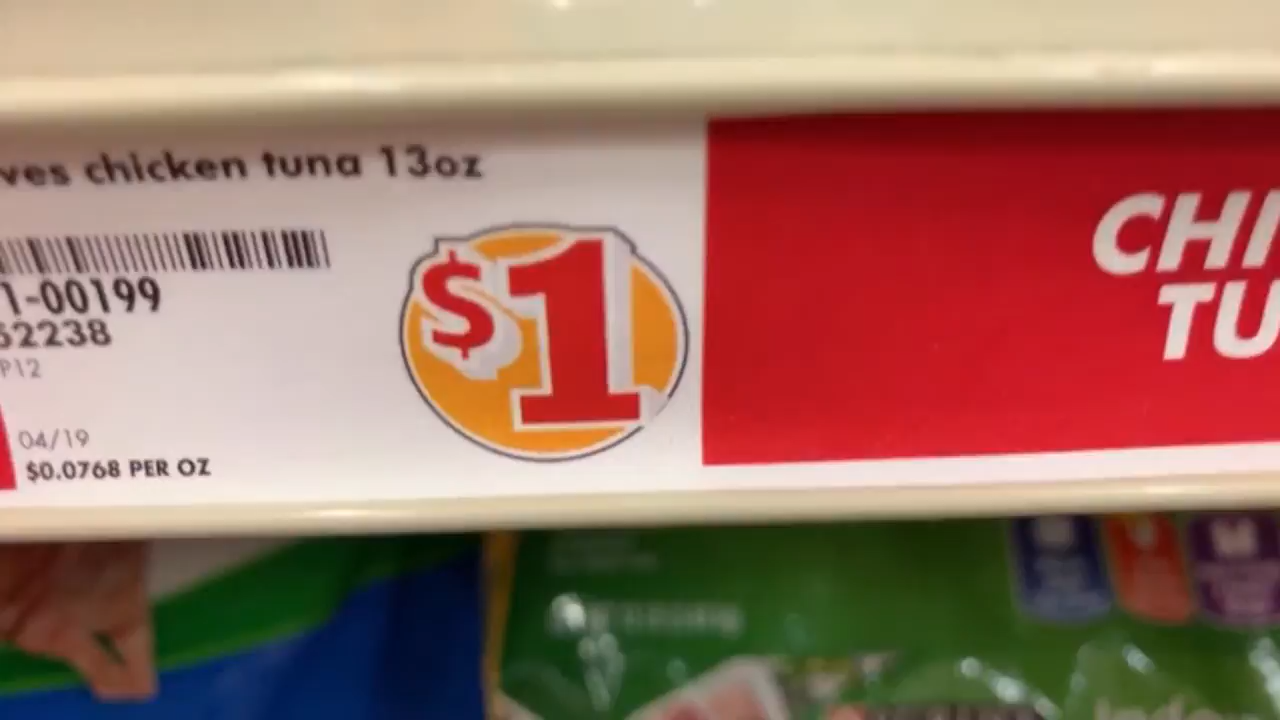 ves chicken tuna 13oz
1-00199
62238
P12
04/19
$0.0768 PER OZ
$1
CHI
TU